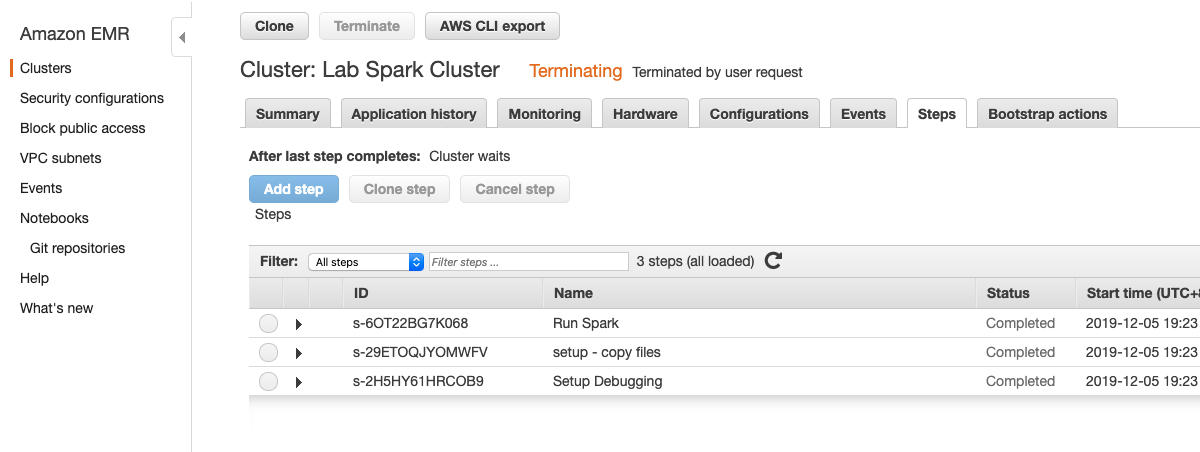 Amazon EMR
Clusters
Security configurations
Block public access
VPC subnets
Events
Notebooks
Git repositories
Help
What's new
Clone Terminate AWS CLI export
Cluster: Lab Spark Cluster Terminating Terminated by user request
Summary Application history Monitoring Hardware Configurations Events Steps Bootstrap actions
After last step completes: Cluster waits
Add step Clone step Cancel step
Steps
Filter: All steps Filter steps ... 3 steps (all loaded)
ID Name Status Start time (UTC+8
s-6OT22BG7K068 Run Spark Completed 2019-12-05 19:23
s-29ETOQJYOMWFV setup - copy files Completed 2019-12-05 19:23
s-2H5HY61HRCOB9 Setup Debugging Completed 2019-12-05 19:23